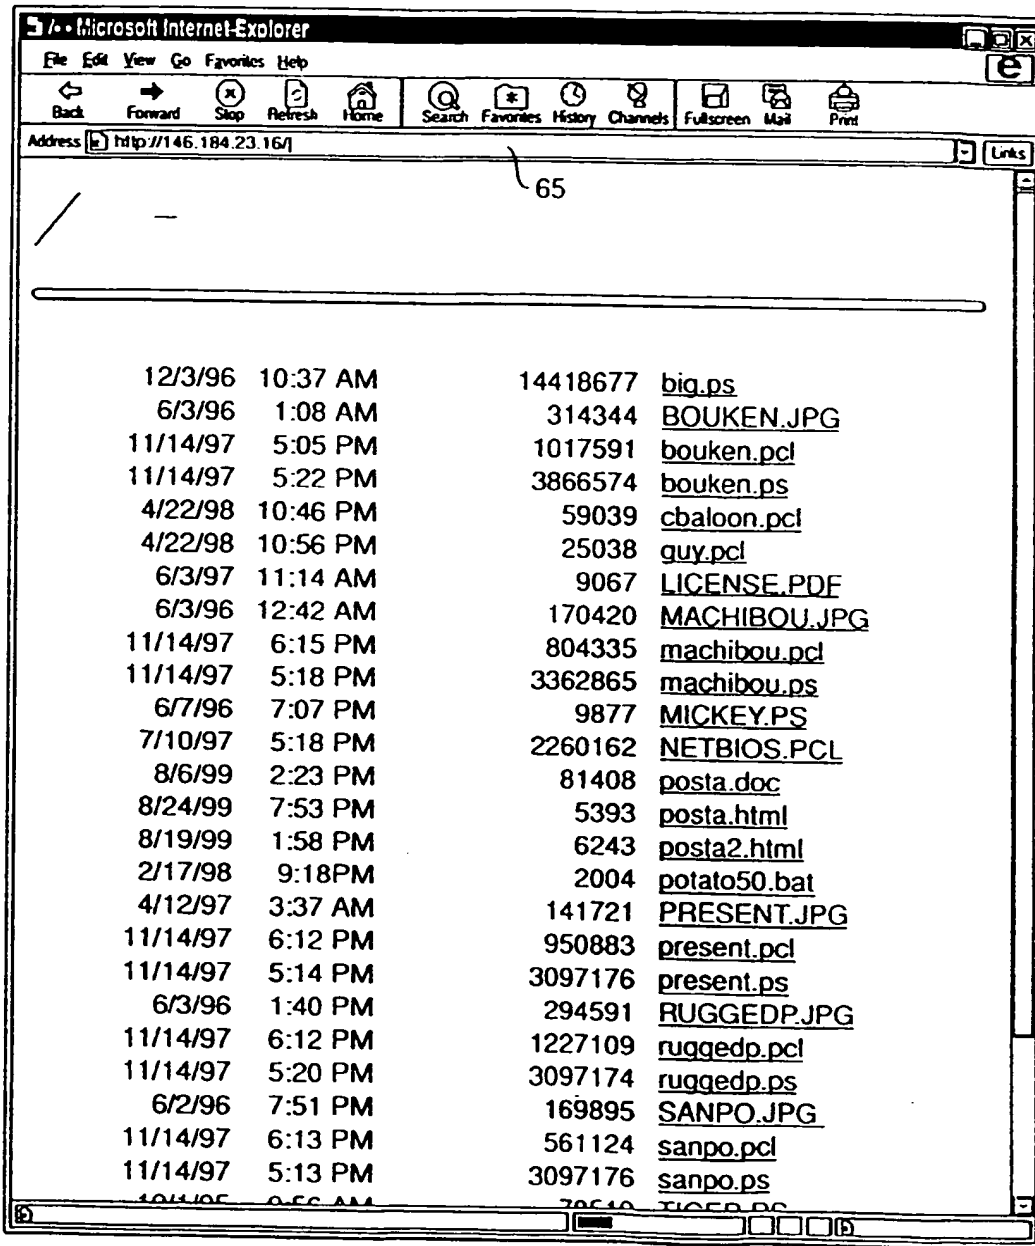 / - Microsoft Internet-Explorer
File Edit View Go Favorites Help
Back Forward Stop Refresh Home Search Favorites History Channels Fullscreen Mail Print
Address http://146.184.23.16/ Links
65
/ –
12/3/96 10:37 AM 14418677 big.ps
6/3/96 1:08 AM 314344 BOUKEN.JPG
11/14/97 5:05 PM 1017591 bouken.pcl
11/14/97 5:22 PM 3866574 bouken.ps
4/22/98 10:46 PM 59039 cbaloon.pcl
4/22/98 10:56 PM 25038 guy.pcl
6/3/97 11:14 AM 9067 LICENSE.PDF
6/3/96 12:42 AM 170420 MACHIBOU.JPG
11/14/97 6:15 PM 804335 machibou.pcl
11/14/97 5:18 PM 3362865 machibou.ps
6/7/96 7:07 PM 9877 MICKEY.PS
7/10/97 5:18 PM 2260162 NETBIOS.PCL
8/6/99 2:23 PM 81408 posta.doc
8/24/99 7:53 PM 5393 posta.html
8/19/99 1:58 PM 6243 posta2.html
2/17/98 9:18PM 2004 potato50.bat
4/12/97 3:37 AM 141721 PRESENT.JPG
11/14/97 6:12 PM 950883 present.pcl
11/14/97 5:14 PM 3097176 present.ps
6/3/96 1:40 PM 294591 RUGGEDP.JPG
11/14/97 6:12 PM 1227109 ruggedp.pcl
11/14/97 5:20 PM 3097174 ruggedp.ps
6/2/96 7:51 PM 169895 SANPO.JPG
11/14/97 6:13 PM 561124 sanpo.pcl
11/14/97 5:13 PM 3097176 sanpo.ps